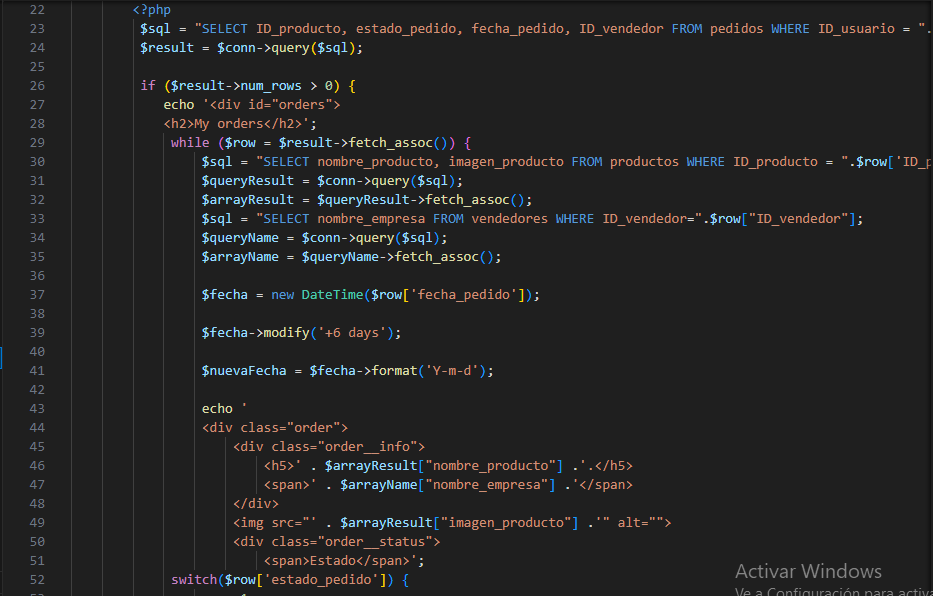 22 <?php
23 $sql = "SELECT ID_producto, estado_pedido, fecha_pedido, ID_vendedor FROM pedidos WHERE ID_usuario = ".
24 $result = $conn->query($sql);
25
26 if ($result->num_rows > 0) {
27 echo '<div id="orders">
28 <h2>My orders</h2>';
29 while ($row = $result->fetch_assoc()) {
30 $sql = "SELECT nombre_producto, imagen_producto FROM productos WHERE ID_producto = ".$row['ID_p
31 $queryResult = $conn->query($sql);
32 $arrayResult = $queryResult->fetch_assoc();
33 $sql = "SELECT nombre_empresa FROM vendedores WHERE ID_vendedor=".$row["ID_vendedor"];
34 $queryName = $conn->query($sql);
35 $arrayName = $queryName->fetch_assoc();
36
37 $fecha = new DateTime($row['fecha_pedido']);
38
39 $fecha->modify('+6 days');
40
41 $nuevaFecha = $fecha->format('Y-m-d');
42
43 echo '
44 <div class="order">
45 <div class="order__info">
46 <h5>' . $arrayResult["nombre_producto"] .'.</h5>
47 <span>' . $arrayName["nombre_empresa"] .'</span>
48 </div>
49 <img src="' . $arrayResult["imagen_producto"] .'" alt="">
50 <div class="order__status">
51 <span>Estado</span>';
52 switch($row['estado_pedido']) {
Activar Windows
Ve a Configuración para activa